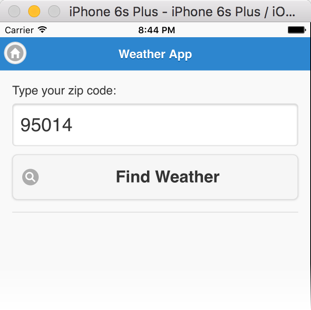 iPhone 6s Plus - iPhone 6s Plus / iO...
Carrier 8:44 PM
Weather App
Type your zip code:
95014
Find Weather